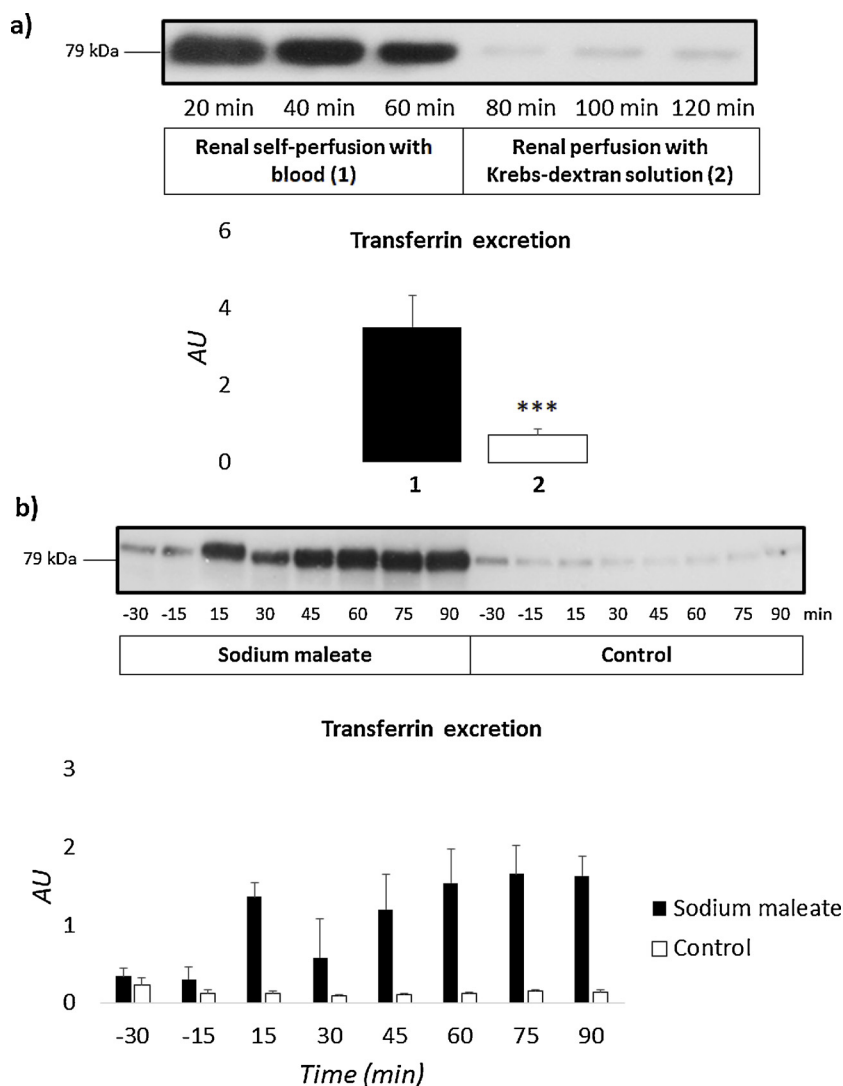 a)
79 kDa
20 min 40 min 60 min 80 min 100 min 120 min
Renal self-perfusion with blood (1)
Renal perfusion with Krebs-dextran solution (2)
Transferrin excretion
6
4
2
0
AU
***
1 2
b)
79 kDa
-30 -15 15 30 45 60 75 90 -30 -15 15 30 45 60 75 90 min
Sodium maleate Control
Transferrin excretion
3
2
1
0
AU
Sodium maleate
Control
-30 -15 15 30 45 60 75 90
Time (min)